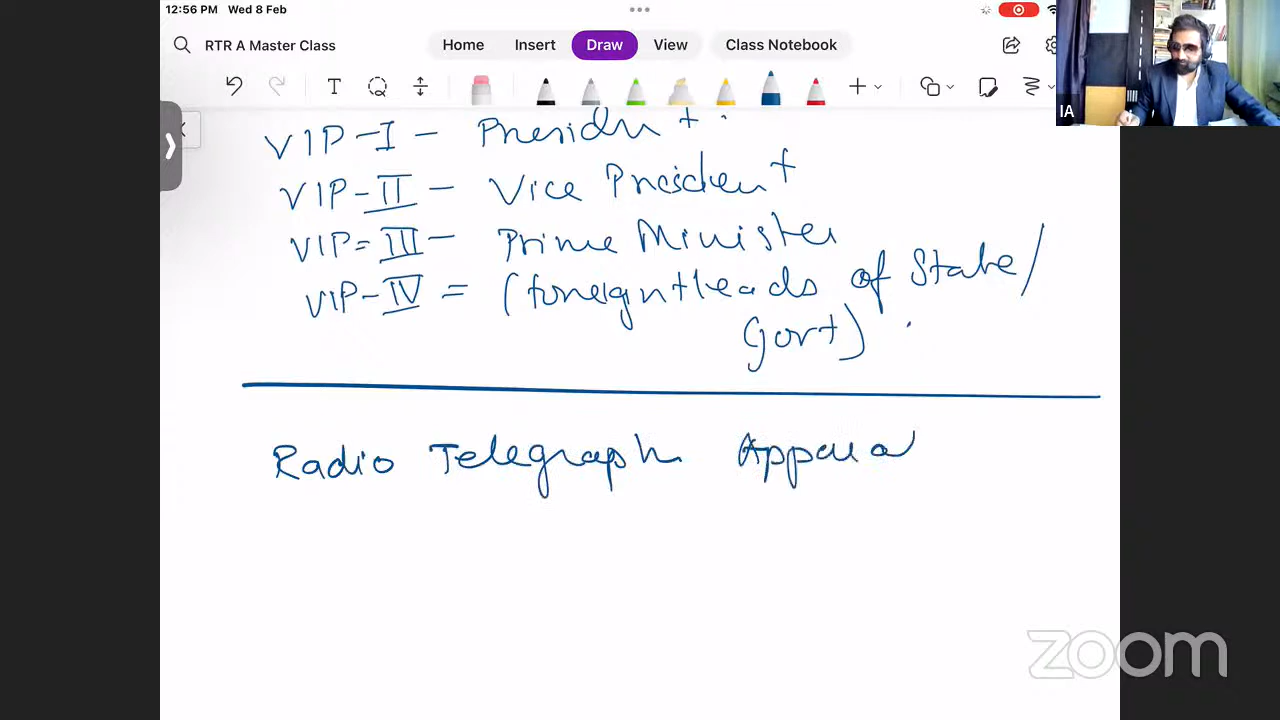 12:56 PM Wed 8 Feb
RTR A Master Class
Home Insert Draw View Class Notebook
T
IA
VIP-I - President
VIP-II - Vice President
VIP=III - Prime Minister
VIP-IV = (foreign Heads of State/
Govt)
Radio Telegraph Appara
zoom